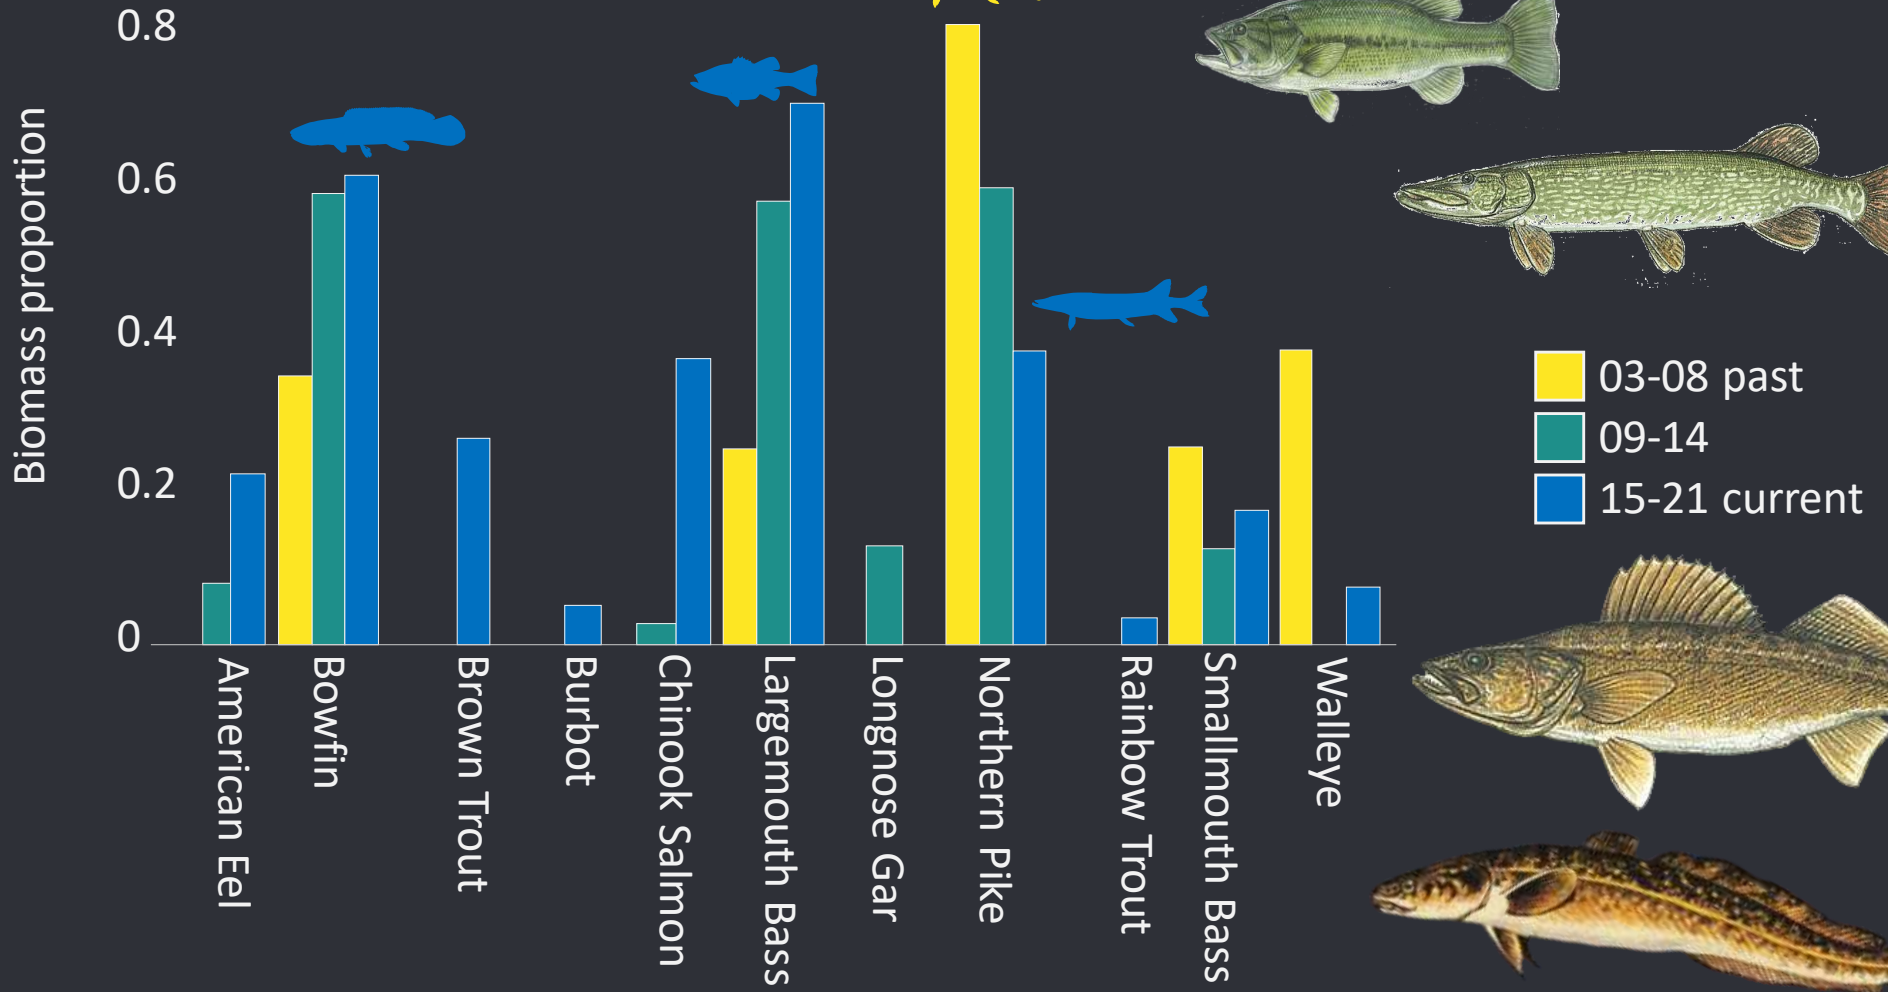 0.8
0.6
0.4
0.2
0
Biomass proportion
American Eel
Bowfin
Brown Trout
Burbot
Chinook Salmon
Largemouth Bass
Longnose Gar
Northern Pike
Rainbow Trout
Smallmouth Bass
Walleye
03-08 past
09-14
15-21 current